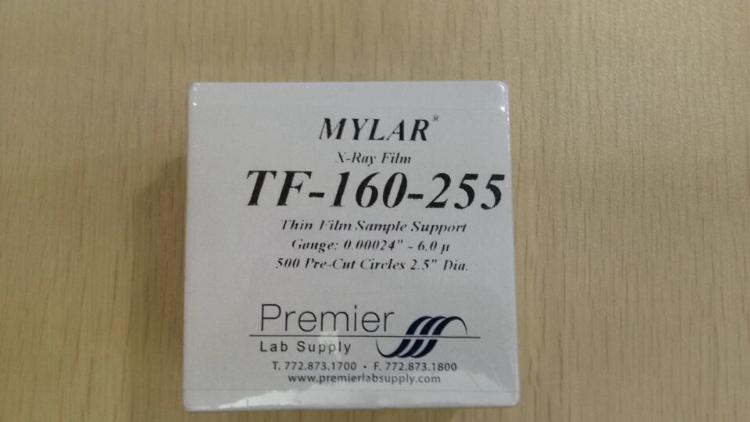 MYLAR®
X-Ray Film
TF-160-255
Thin Film Sample Support
Gauge: 0.00024" - 6.0 µ
500 Pre-Cut Circles 2.5" Dia.
Premier
Lab Supply
T. 772.873.1700 • F. 772.873.1800
www.premierlabsupply.com